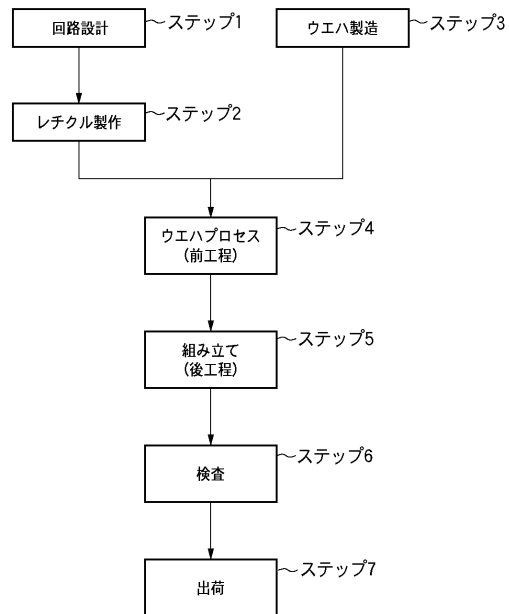 回路設計
ステップ1
ウエハ製造
ステップ3
レチクル製作
ステップ2
ウエハプロセス
(前工程)
ステップ4
組み立て
(後工程)
ステップ5
検査
ステップ6
出荷
ステップ7